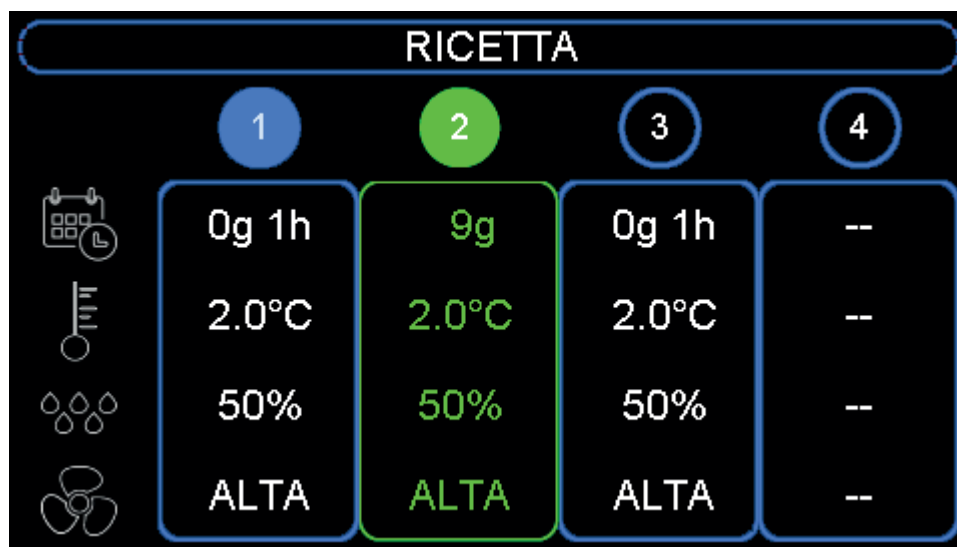 RICETTA
1 2 3 4
0g 1h 9g 0g 1h --
2.0°C 2.0°C 2.0°C --
50% 50% 50% --
ALTA ALTA ALTA --